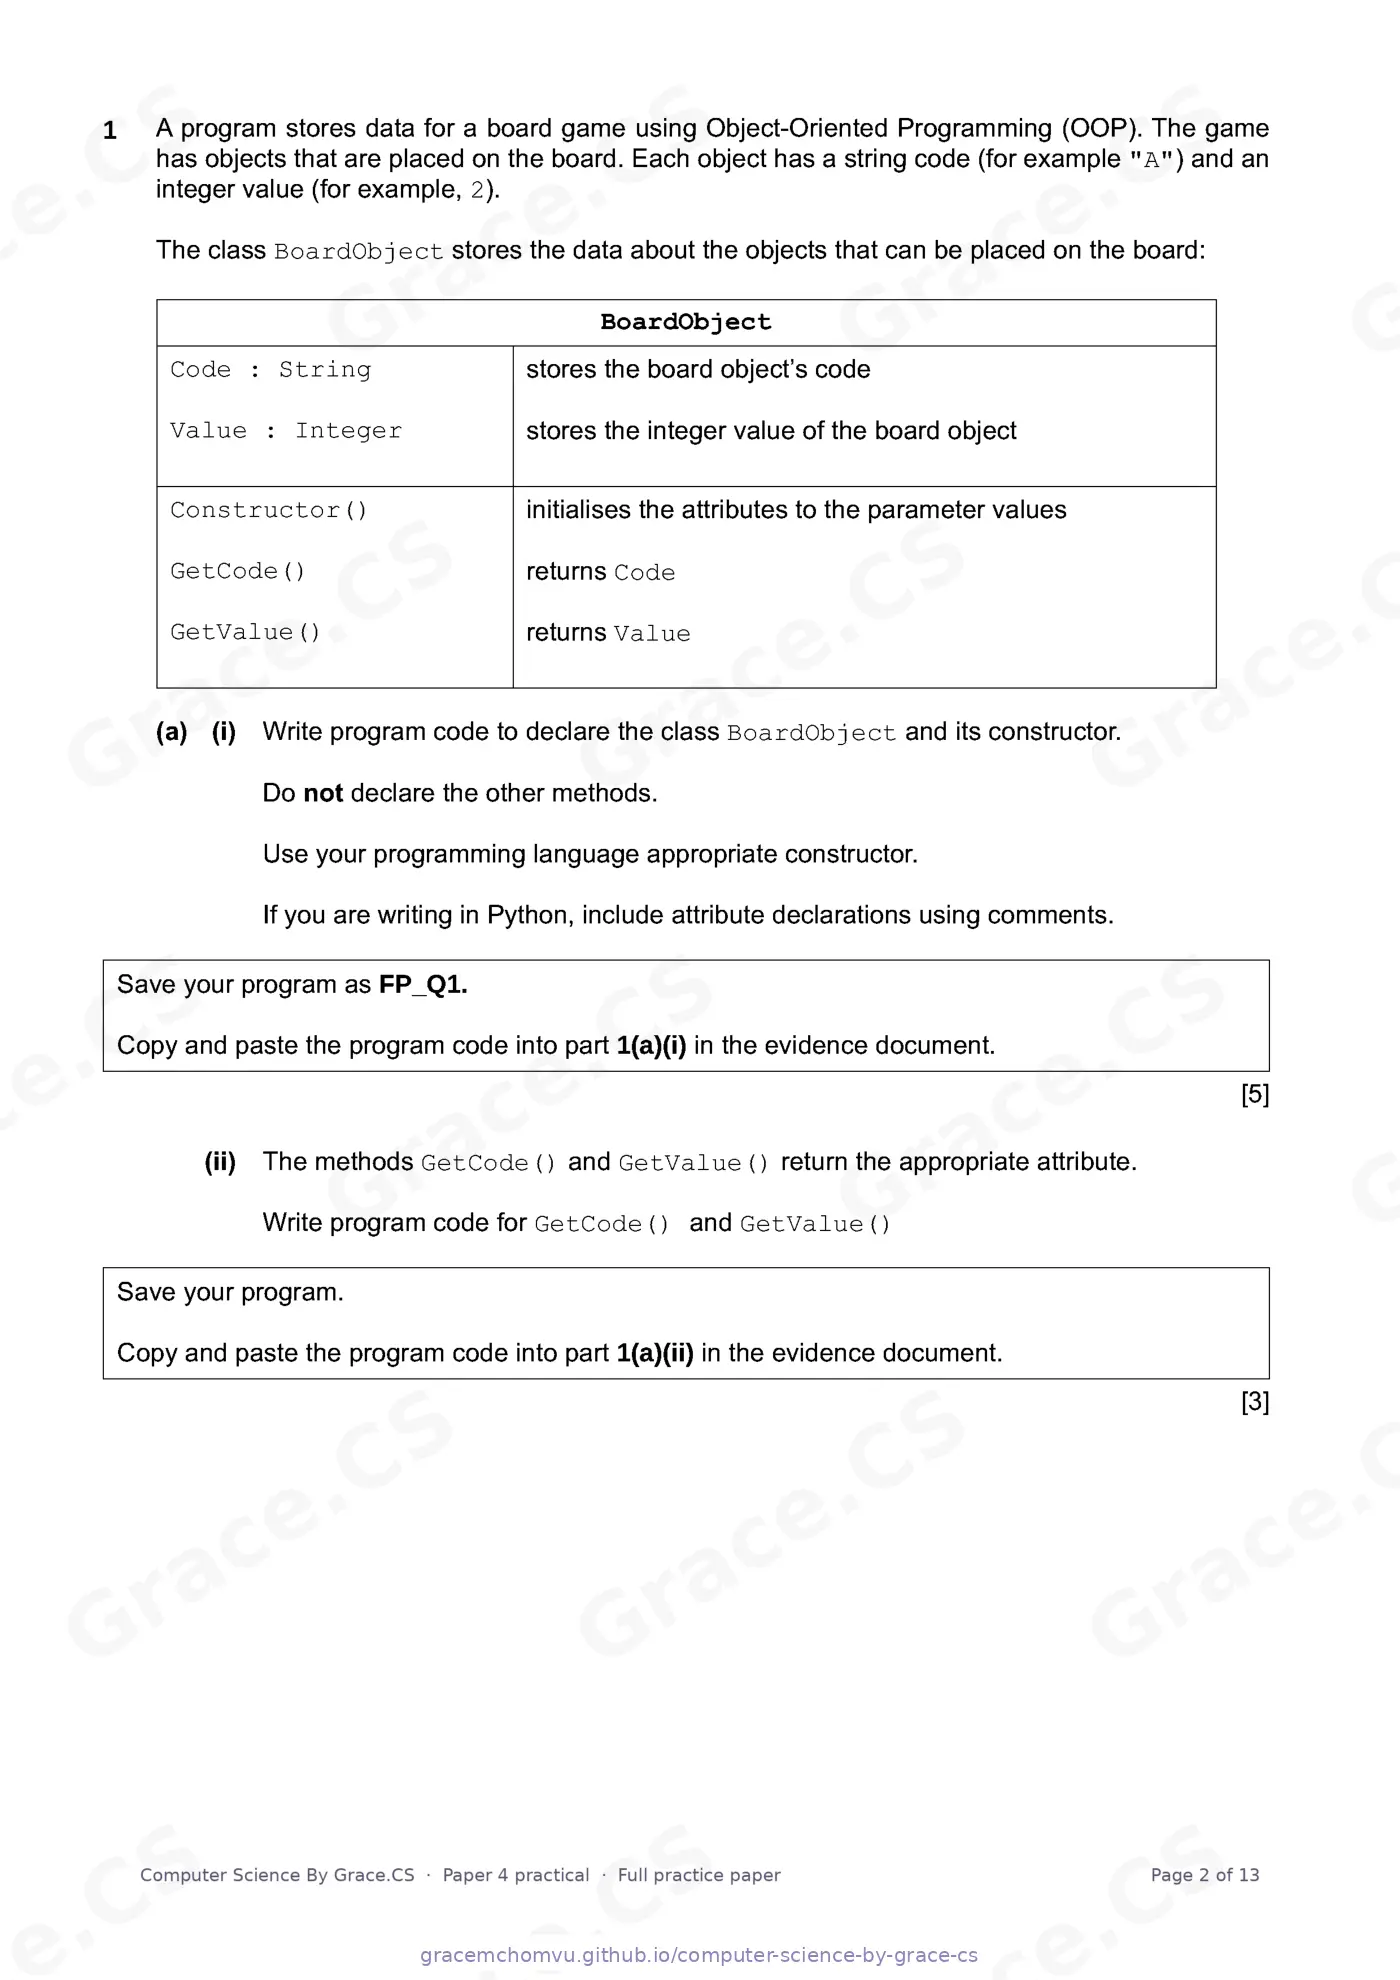 1 A program stores data for a board game using Object-Oriented Programming (OOP). The game
has objects that are placed on the board. Each object has a string code (for example "A") and an
integer value (for example, 2).
The class BoardObject stores the data about the objects that can be placed on the board:
BoardObject
Code : String stores the board object’s code
Value : Integer stores the integer value of the board object
Constructor() initialises the attributes to the parameter values
GetCode() returns Code
GetValue() returns Value
(a) (i) Write program code to declare the class BoardObject and its constructor.
Do not declare the other methods.
Use your programming language appropriate constructor.
If you are writing in Python, include attribute declarations using comments.
Save your program as FP_Q1.
Copy and paste the program code into part 1(a)(i) in the evidence document.
[5]
(ii) The methods GetCode() and GetValue() return the appropriate attribute.
Write program code for GetCode() and GetValue()
Save your program.
Copy and paste the program code into part 1(a)(ii) in the evidence document.
[3]
Computer Science By Grace.CS · Paper 4 practical · Full practice paper Page 2 of 13
gracemchomvu.github.io/computer-science-by-grace-cs